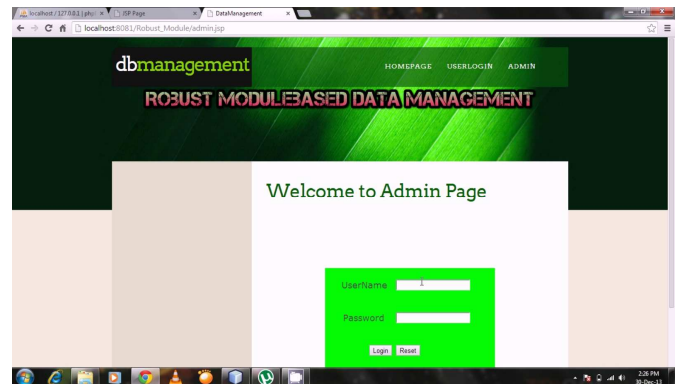 localhost / 127.0.0.1 | php
JSP Page
DataManagement
localhost:8081/Robust_Module/admin.jsp
dbmanagement
HOMEPAGE USERLOGIN ADMIN
ROBUST MODULEBASED DATA MANAGEMENT
Welcome to Admin Page
UserName
Password
Login Reset
2:26 PM
30-Dec-13